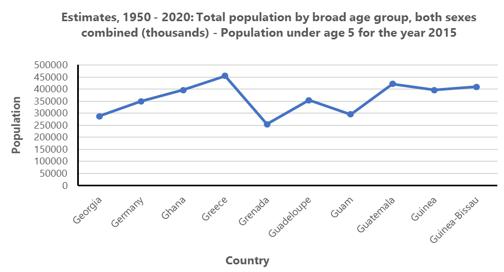 Estimates, 1950 - 2020: Total population by broad age group, both sexes
combined (thousands) - Population under age 5 for the year 2015
500000
450000
400000
350000
300000
250000
200000
150000
100000
50000
0
Population
Georgia
Germany
Ghana
Greece
Grenada
Guadeloupe
Guam
Guatemala
Guinea
Guinea-Bissau
Country